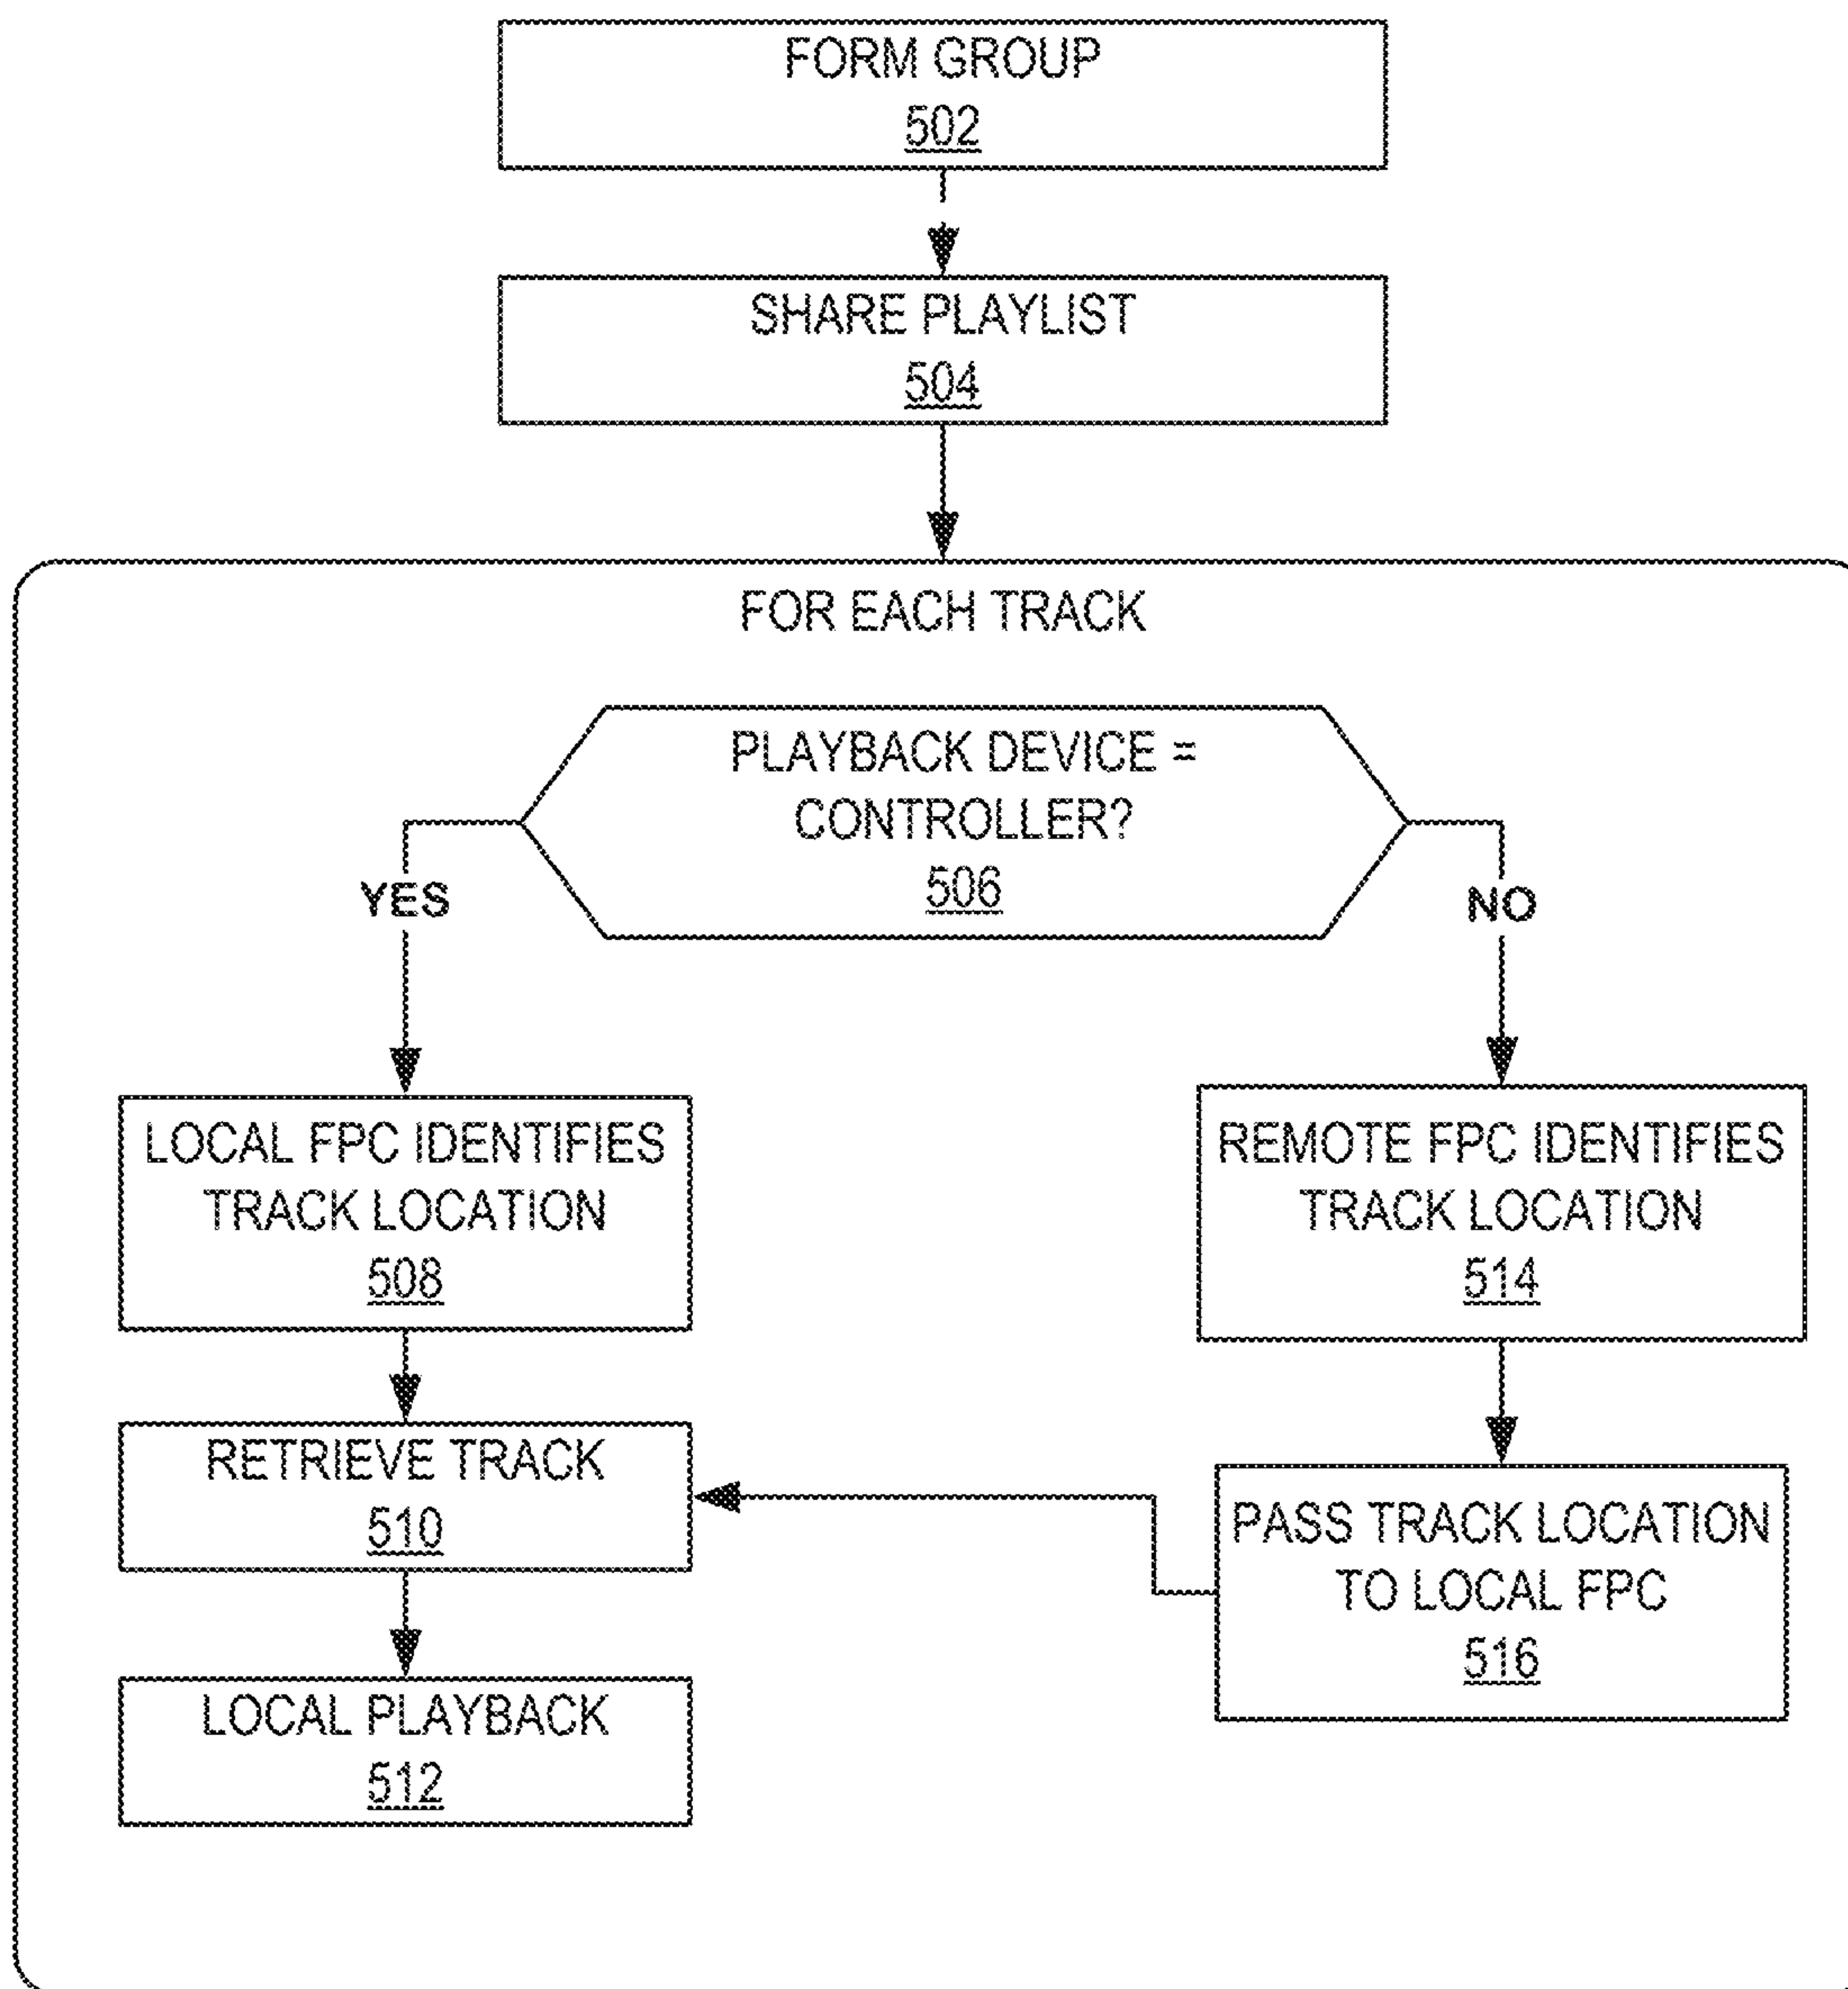 FORM GROUP
502
SHARE PLAYLIST
504
FOR EACH TRACK
PLAYBACK DEVICE =
CONTROLLER?
506
YES
NO
LOCAL FPC IDENTIFIES
TRACK LOCATION
508
REMOTE FPC IDENTIFIES
TRACK LOCATION
514
RETRIEVE TRACK
510
PASS TRACK LOCATION
TO LOCAL FPC
516
LOCAL PLAYBACK
512